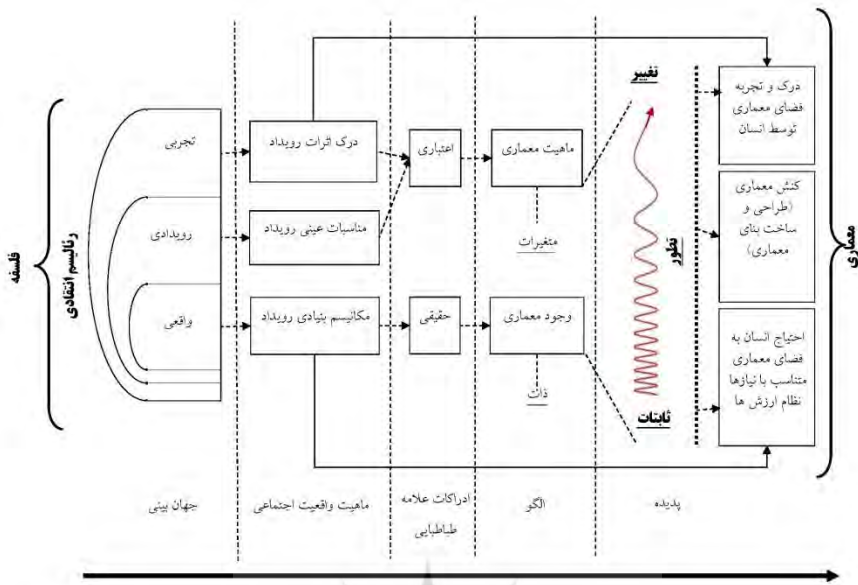 فلسفه
رئالیسم انتقادی
تجربی
رویدادی
واقعی
درک اثرات رویداد
مناسبات عینی رویداد
مکانیسم بنیادی رویداد
اعتباری
حقیقی
ماهیت معماری
متغیرات
وجود معماری
ذات
تغییر
تطور
ثابتات
درک و تجربه
فضای معماری
توسط انسان
کنش معماری
(طراحی و
ساخت بنای
معماری)
احتیاج انسان به
فضای معماری
متناسب با نیازها
نظام ارزش ها
معماری
جهان بینی
ماهیت واقعیت اجتماعی
ادراکات علامه
طباطبایی
الگو
پدیده